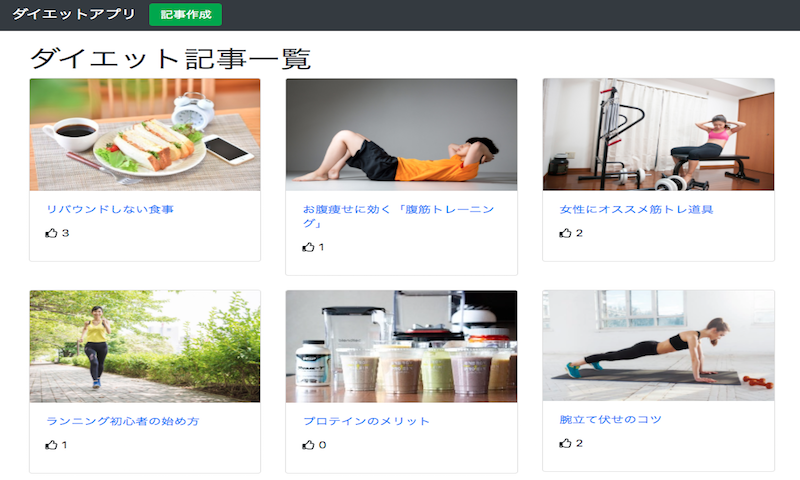 ダイエットアプリ 記事作成
ダイエット記事一覧
リバウンドしない食事
3
お腹痩せに効く「腹筋トレーニン
グ」
1
女性にオススメ筋トレ道具
2
ランニング初心者の始め方
1
プロテインのメリット
0
腕立て伏せのコツ
2